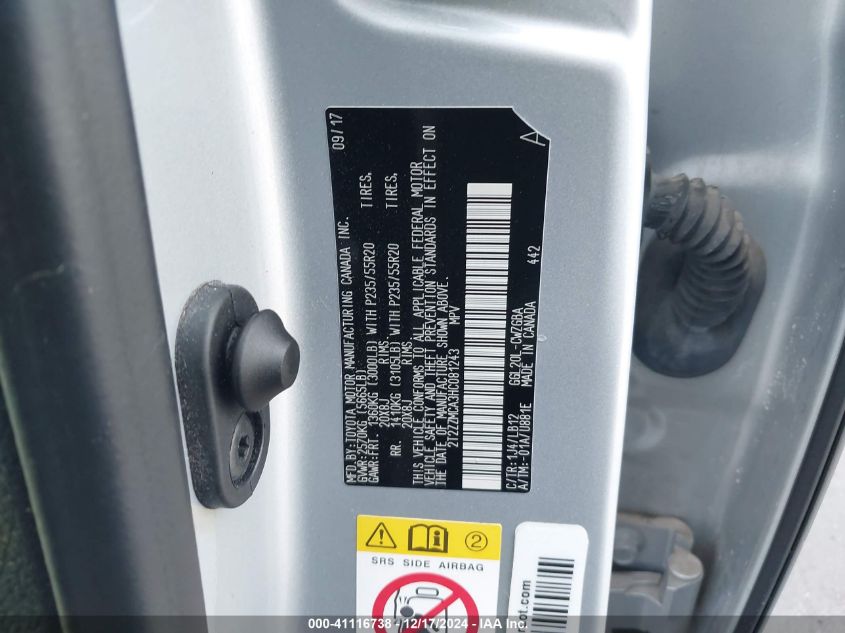 MFD.BY:TOYOTA MOTOR MANUFACTURING CANADA INC. 09/17
GVWR:2570KG (5665LB)
GAWR:FRT. 1360KG (3000LB) WITH P235/55R20 TIRES,
20X8J RIMS.
RR. 1410KG (3105LB) WITH P235/55R20 TIRES,
20X8J RIMS.
THIS VEHICLE CONFORMS TO ALL APPLICABLE FEDERAL MOTOR
VEHICLE SAFETY AND THEFT PREVENTION STANDARDS IN EFFECT ON
THE DATE OF MANUFACTURE SHOWN ABOVE.
2T2ZZMCA3HC081243 MPV
C/TR:1J4/LB12 GGL20L-CWZGBA 442
A/TM:-01A/U881E MADE IN CANADA
A
2
SRS SIDE AIRBAG
000-41116738 – 12/17/2024 – IAA Inc.